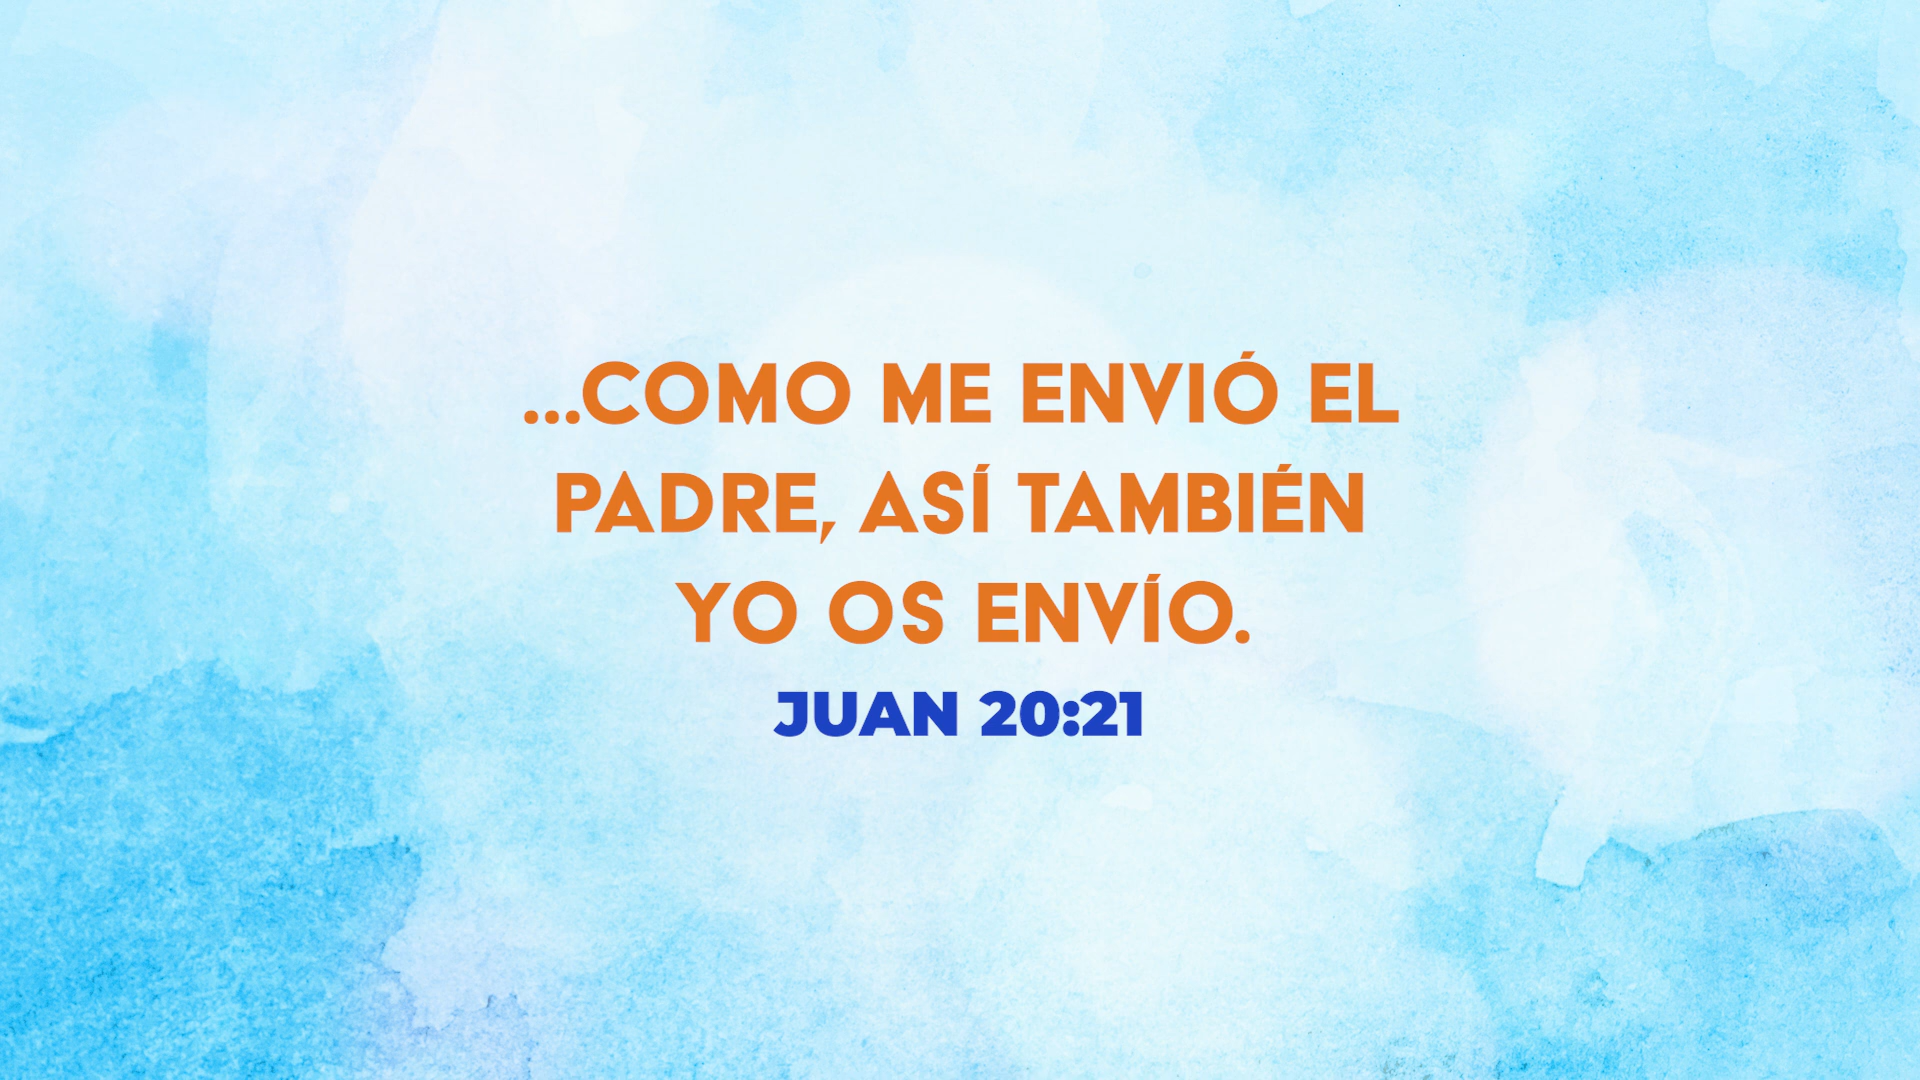 ...COMO ME ENVIÓ EL
PADRE, ASÍ TAMBIÉN
YO OS ENVÍO.
JUAN 20:21